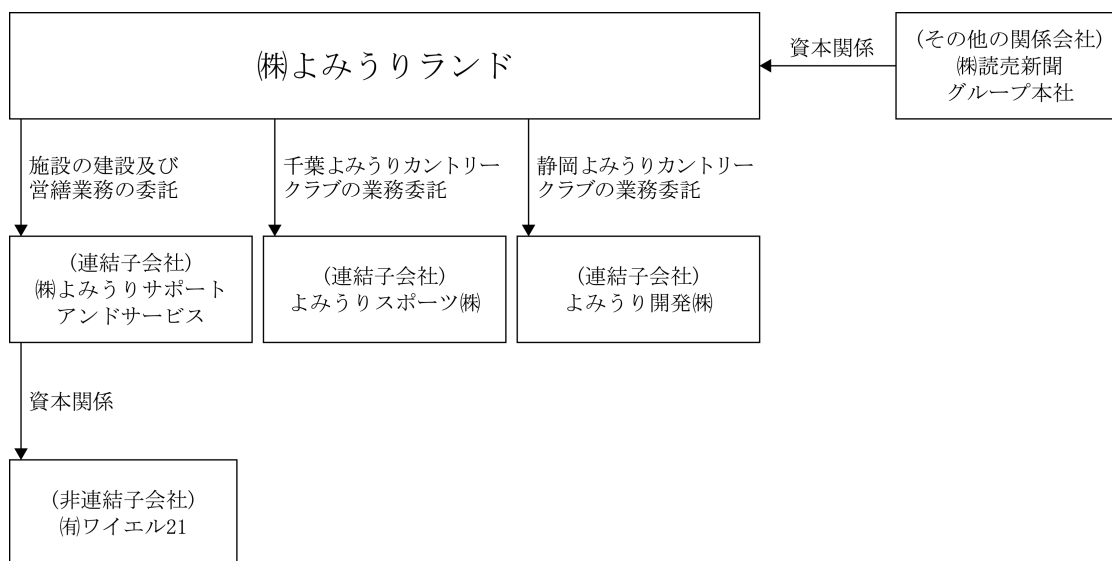 ㈱よみうりランド
資本関係
(その他の関係会社)
㈱読売新聞
グループ本社
施設の建設及び
営繕業務の委託
千葉よみうりカントリー
クラブの業務委託
静岡よみうりカントリー
クラブの業務委託
(連結子会社)
㈱よみうりサポート
アンドサービス
(連結子会社)
よみうりスポーツ㈱
(連結子会社)
よみうり開発㈱
資本関係
(非連結子会社)
㈲ワイエル21